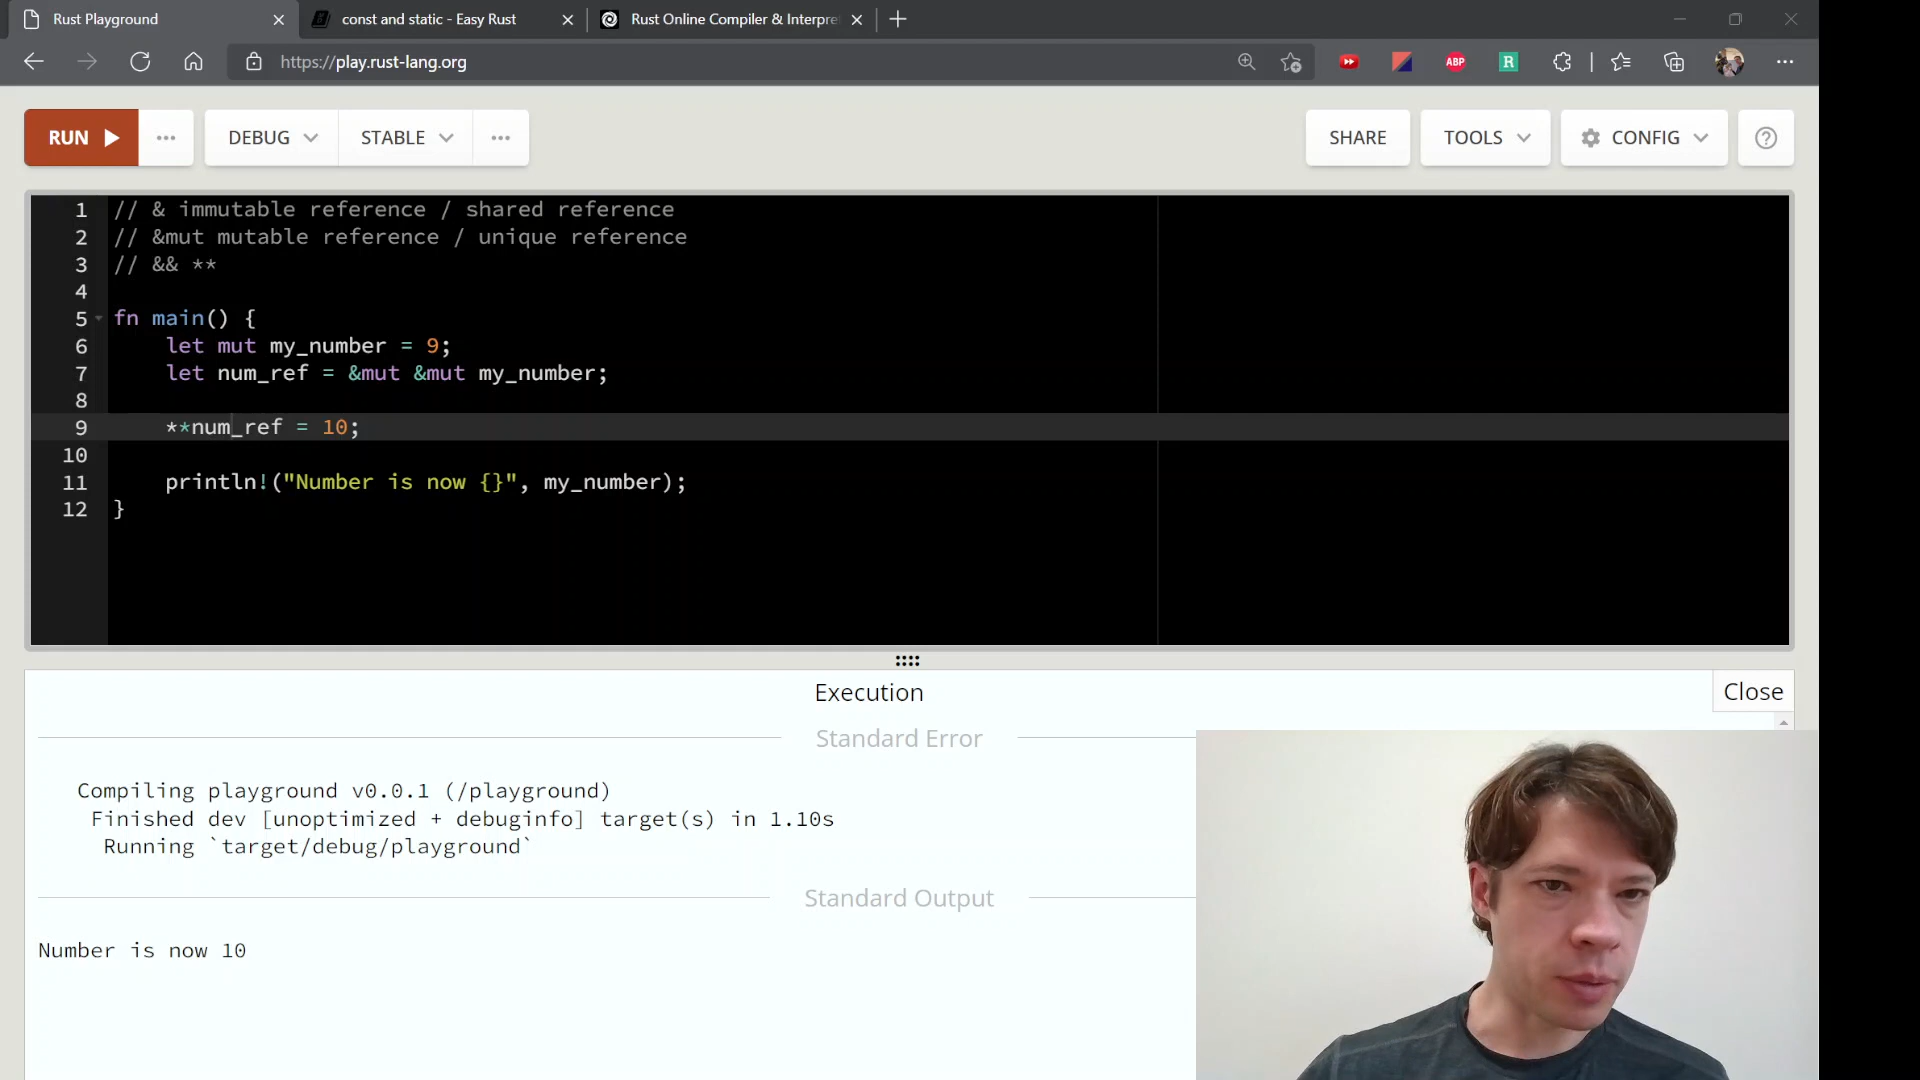 Rust Playground
const and static - Easy Rust
Rust Online Compiler & Interpre
https://play.rust-lang.org
ABP
R
RUN
DEBUG
STABLE
SHARE
TOOLS
CONFIG
1 // & immutable reference / shared reference
2 // &mut mutable reference / unique reference
3 // && **
4
5 fn main() {
6 let mut my_number = 9;
7 let num_ref = &mut &mut my_number;
8
9 **num_ref = 10;
10
11 println!("Number is now {}", my_number);
12 }
Execution
Close
Standard Error
Compiling playground v0.0.1 (/playground)
Finished dev [unoptimized + debuginfo] target(s) in 1.10s
Running `target/debug/playground`
Standard Output
Number is now 10